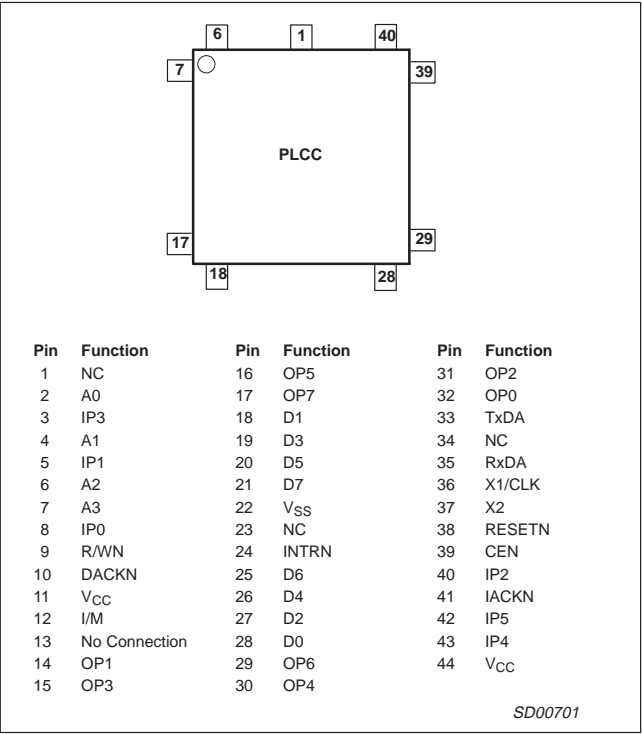 6 1 40
7 39
PLCC
17 29
18 28
Pin Function Pin Function Pin Function
1 NC 16 OP5 31 OP2
2 A0 17 OP7 32 OP0
3 IP3 18 D1 33 TxDA
4 A1 19 D3 34 NC
5 IP1 20 D5 35 RxDA
6 A2 21 D7 36 X1/CLK
7 A3 22 VSS 37 X2
8 IP0 23 NC 38 RESETN
9 R/WN 24 INTRN 39 CEN
10 DACKN 25 D6 40 IP2
11 VCC 26 D4 41 IACKN
12 I/M 27 D2 42 IP5
13 No Connection 28 D0 43 IP4
14 OP1 29 OP6 44 VCC
15 OP3 30 OP4
SD00701